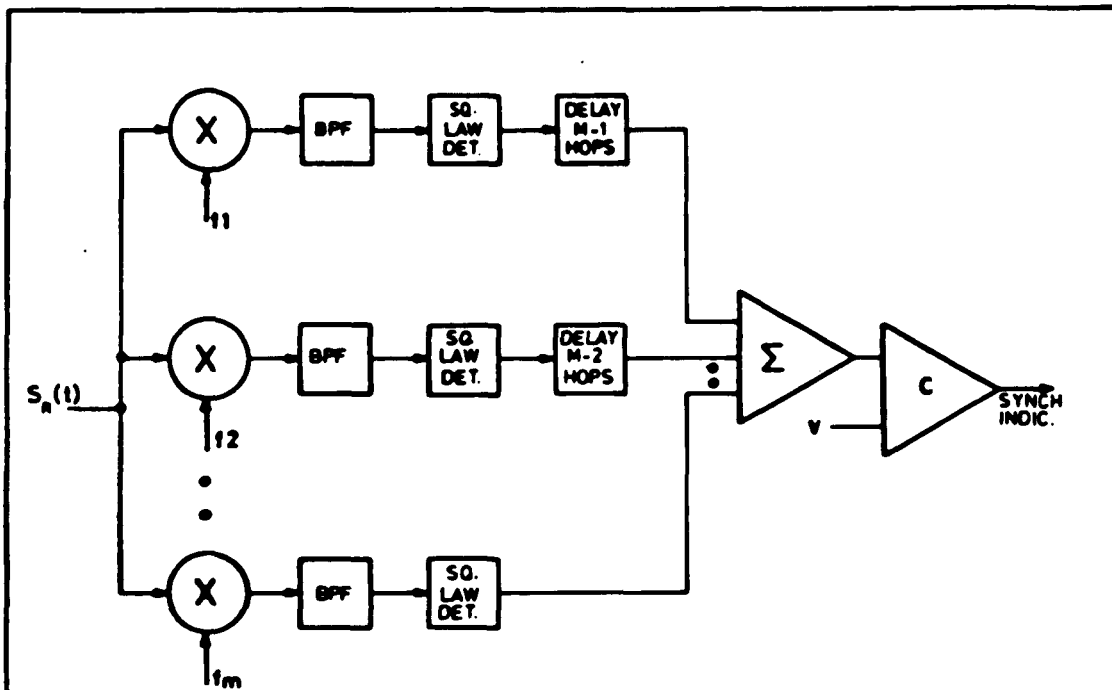 X
BPF
SQ.
LAW
DET.
DELAY
M-1
HOPS
f1
X
BPF
SQ
LAW
DET.
DELAY
M-2
HOPS
Σ
C
SYNCH
INDIC.
V
S_R(t)
f2
X
BPF
SQ.
LAW
DET.
fm